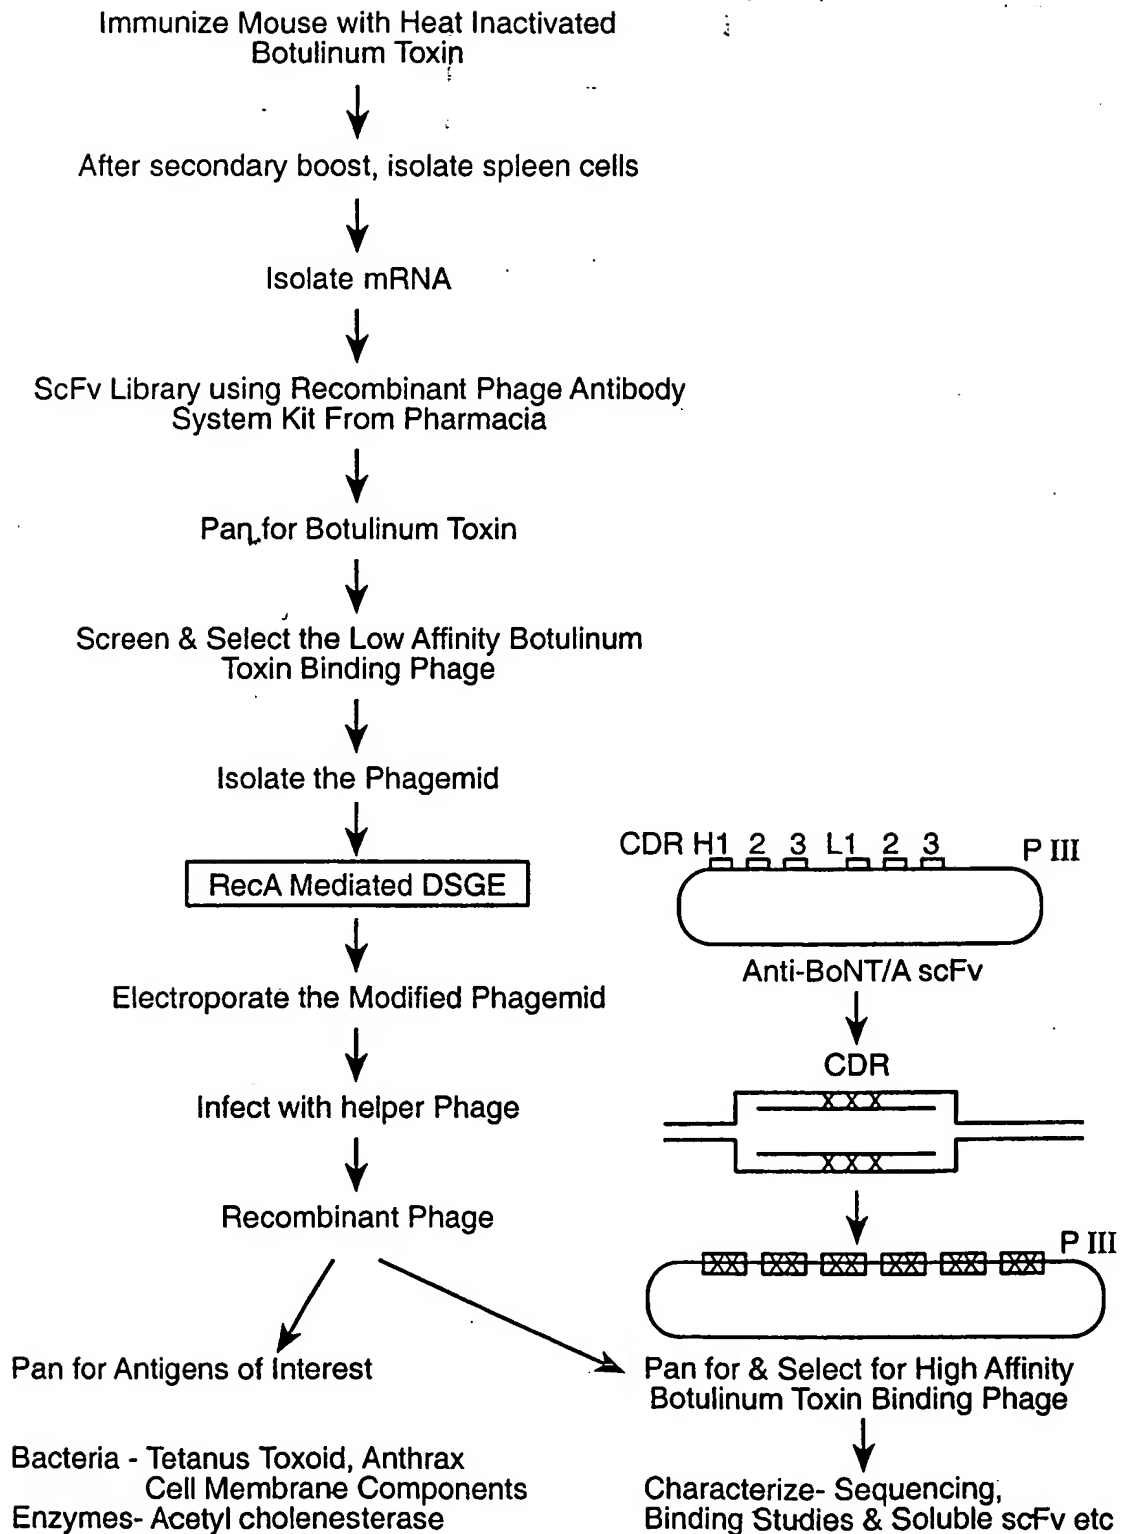 Immunize Mouse with Heat Inactivated
Botulinum Toxin
After secondary boost, isolate spleen cells
Isolate mRNA
ScFv Library using Recombinant Phage Antibody
System Kit From Pharmacia
Pan for Botulinum Toxin
Screen & Select the Low Affinity Botulinum
Toxin Binding Phage
Isolate the Phagemid
RecA Mediated DSGE
Electroporate the Modified Phagemid
Infect with helper Phage
Recombinant Phage
Pan for Antigens of Interest
Bacteria - Tetanus Toxoid, Anthrax
Cell Membrane Components
Enzymes- Acetyl cholenesterase
CDR H1 2 3 L1 2 3 P III
Anti-BoNT/A scFv
CDR
P III
Pan for & Select for High Affinity
Botulinum Toxin Binding Phage
Characterize- Sequencing,
Binding Studies & Soluble scFv etc